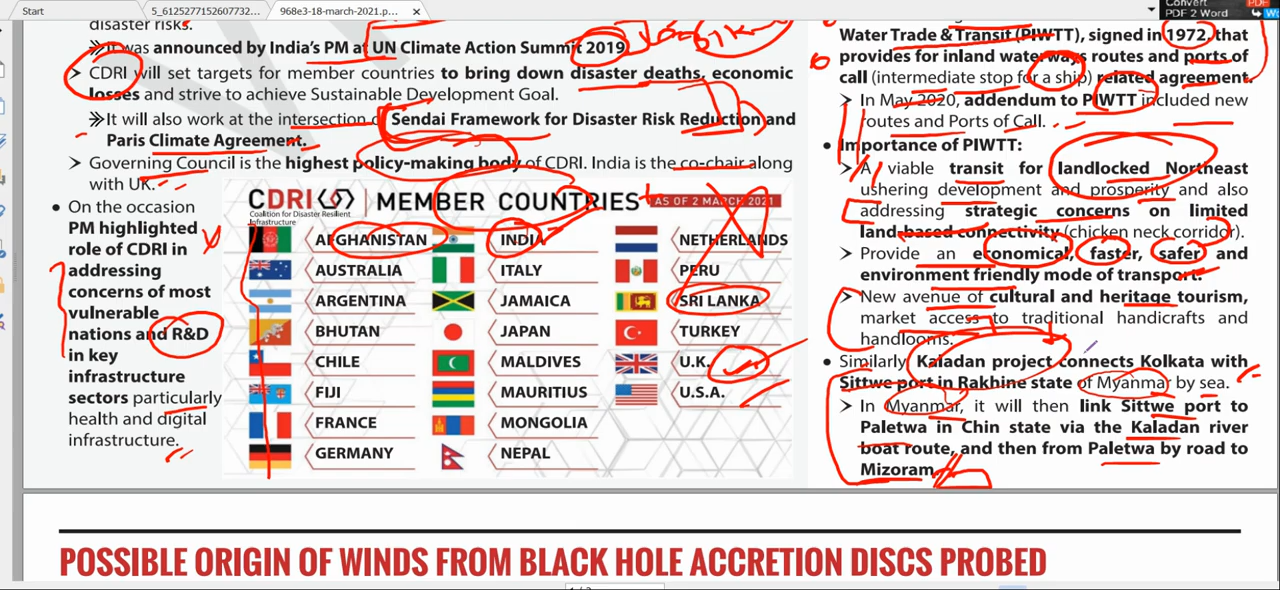 Start
5_6125277152607732...
968e3-18-march-2021.p...
Convert
PDF 2 Word
disaster risks.
It was announced by India's PM at UN Climate Action Summit 2019
CDRI will set targets for member countries to bring down disaster deaths, economic
losses and strive to achieve Sustainable Development Goal.
It will also work at the intersection Sendai Framework for Disaster Risk Reduction and
Paris Climate Agreement.
Governing Council is the highest policy-making body of CDRI. India is the co-chair along
with UK.
• On the occasion
PM highlighted
role of CDRI in
addressing
concerns of most
vulnerable
nations and R&D
in key
infrastructure
sectors particularly
health and digital
infrastructure.
CDRI MEMBER COUNTRIES AS OF 2 MARCH 2021
Coalition for Disaster Resilient
Infrastructure
AFGHANISTAN
AUSTRALIA
ARGENTINA
BHUTAN
CHILE
FIJI
FRANCE
GERMANY
INDIA
ITALY
JAMAICA
JAPAN
MALDIVES
MAURITIUS
MONGOLIA
NEPAL
NETHERLANDS
PERU
SRI LANKA
TURKEY
U.K.
U.S.A.
Water Trade & Transit (PIWTT), signed in 1972, that
provides for inland waterways routes and ports of
call (intermediate stop for a ship) related agreement.
In May 2020, addendum to PIWTT included new
routes and Ports of Call.
• Importance of PIWTT:
A viable transit for landlocked Northeast
ushering development and prosperity and also
addressing strategic concerns on limited
land-based connectivity (chicken neck corridor).
Provide an economical, faster, safer and
environment friendly mode of transport.
New avenue of cultural and heritage tourism,
market access to traditional handicrafts and
handlooms.
• Similarly Kaladan project connects Kolkata with
Sittwe port in Rakhine state of Myanmar by sea.
In Myanmar, it will then link Sittwe port to
Paletwa in Chin state via the Kaladan river
boat route, and then from Paletwa by road to
Mizoram
POSSIBLE ORIGIN OF WINDS FROM BLACK HOLE ACCRETION DISCS PROBED